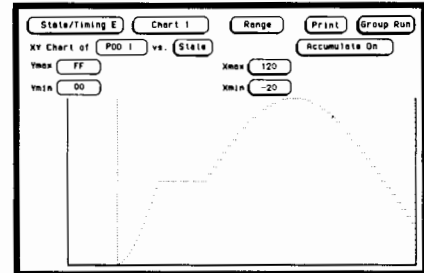 State/Timing E Chart 1 Range Print Group Run
XY Chart of POD 1 vs. State Accumulate On
Ymax FF Xmax 120
Ymin 00 Xmin -20